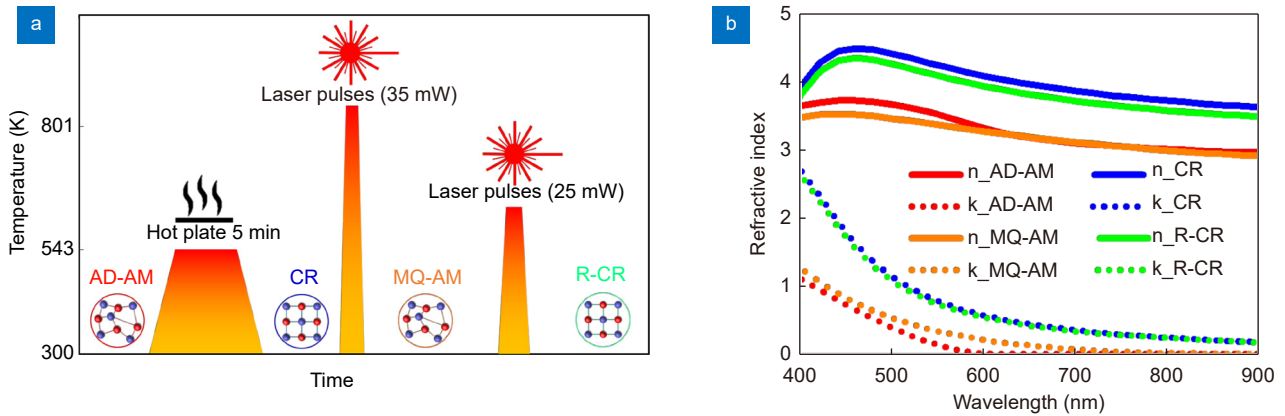 a
Temperature (K)
801
543
300
Laser pulses (35 mW)
Laser pulses (25 mW)
Hot plate 5 min
AD-AM
CR
MQ-AM
R-CR
Time
b
Refractive index
5
4
3
2
1
0
n_AD-AM
n_CR
k_AD-AM
k_CR
n_MQ-AM
n_R-CR
k_MQ-AM
k_R-CR
400
500
600
700
800
900
Wavelength (nm)